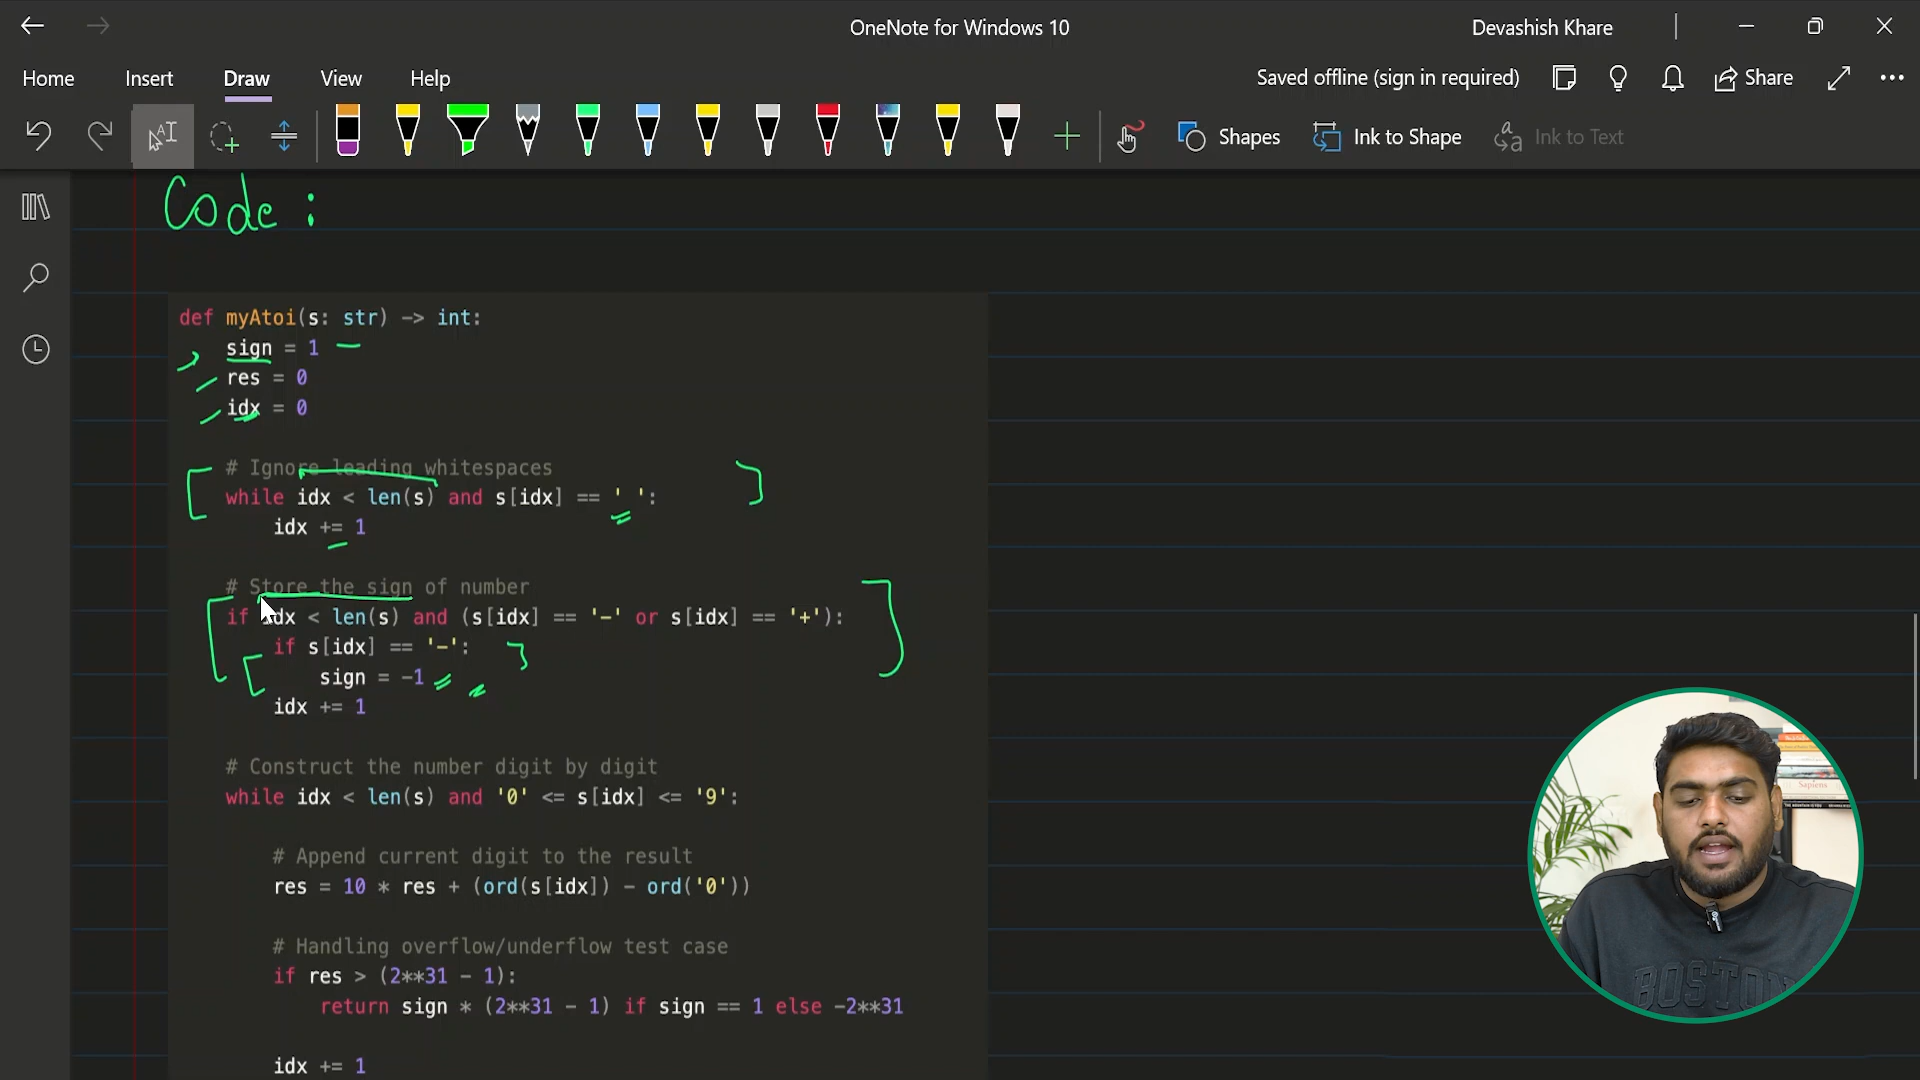 OneNote for Windows 10
Devashish Khare
Home Insert Draw View Help
Saved offline (sign in required) Share
Shapes Ink to Shape Ink to Text
Code :
def myAtoi(s: str) -> int:
sign = 1
res = 0
idx = 0
# Ignore leading whitespaces
while idx < len(s) and s[idx] == ' ':
idx += 1
# Store the sign of number
if idx < len(s) and (s[idx] == '-' or s[idx] == '+'):
if s[idx] == '-':
sign = -1
idx += 1
# Construct the number digit by digit
while idx < len(s) and '0' <= s[idx] <= '9':
# Append current digit to the result
res = 10 * res + (ord(s[idx]) - ord('0'))
# Handling overflow/underflow test case
if res > (2**31 - 1):
return sign * (2**31 - 1) if sign == 1 else -2**31
idx += 1
Sapiens
BOSTON